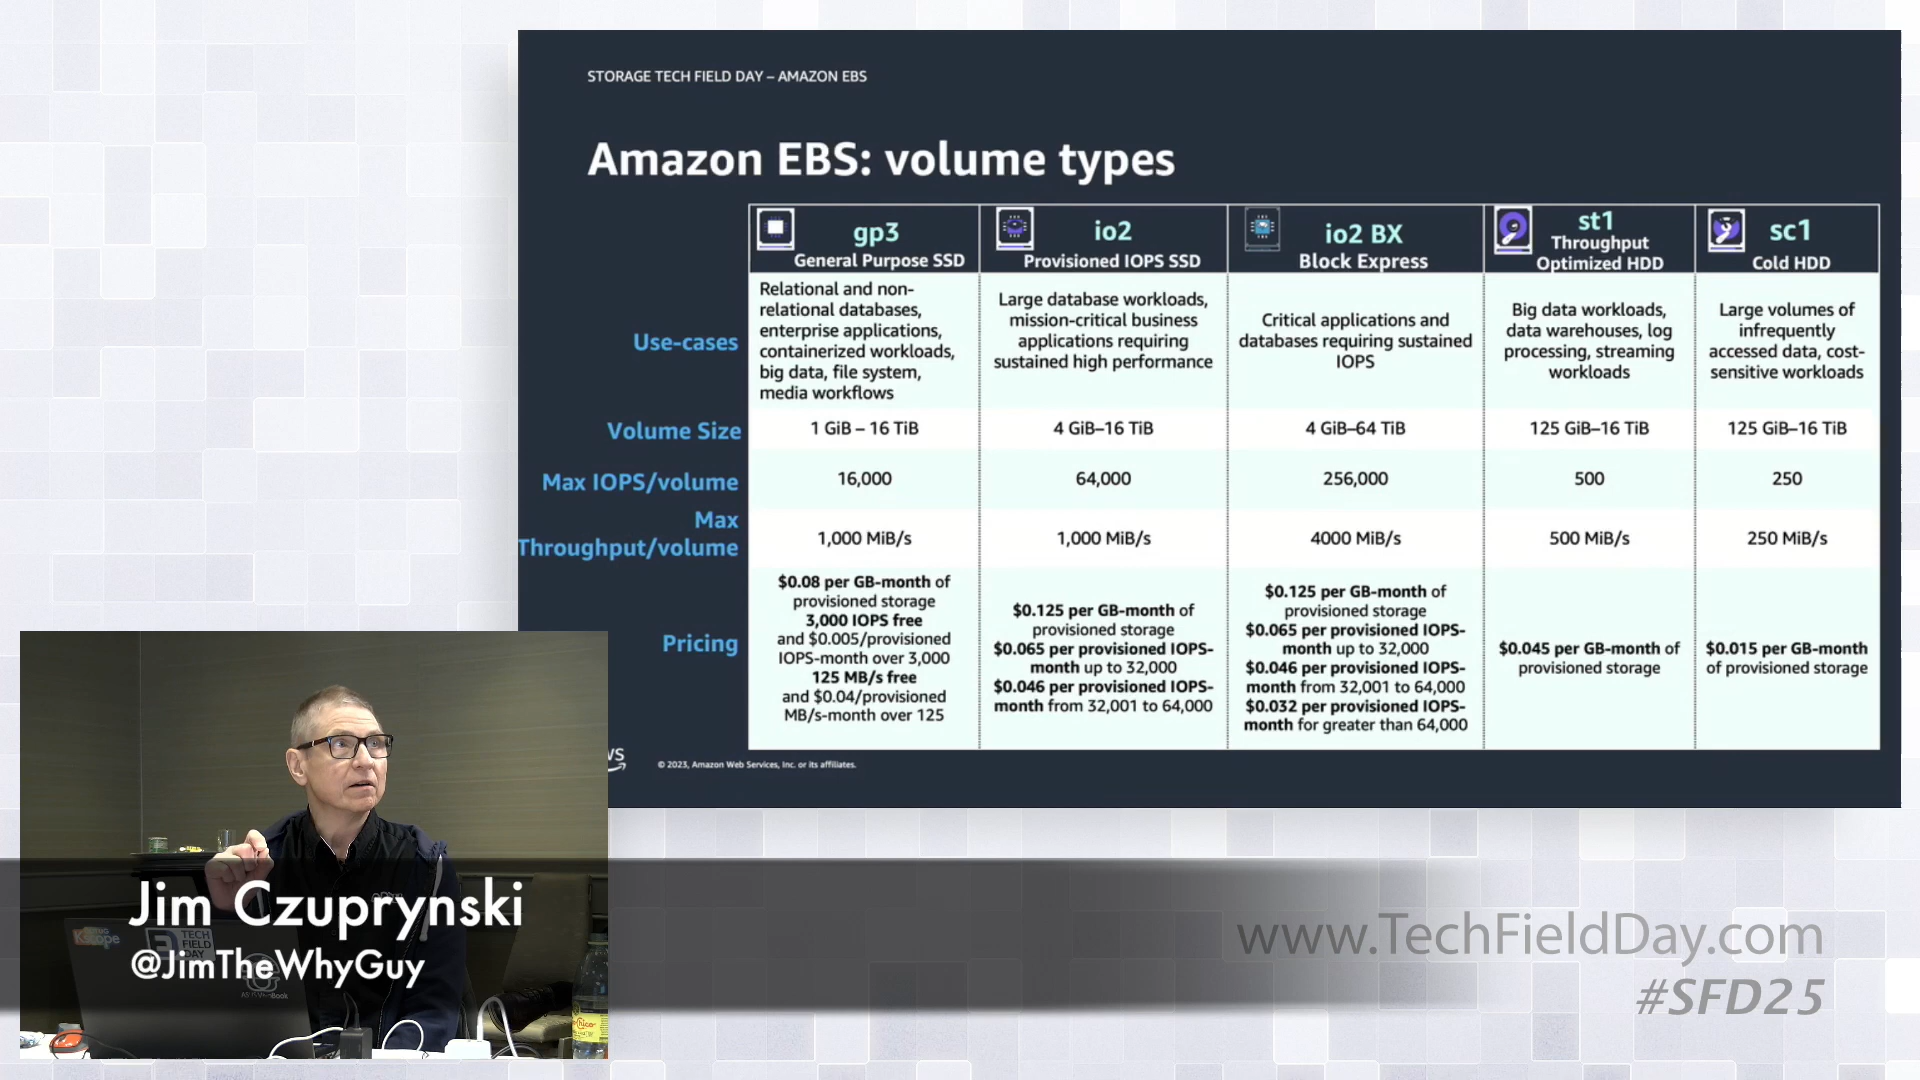 STORAGE TECH FIELD DAY – AMAZON EBS
Amazon EBS: volume types
gp3
General Purpose SSD
io2
Provisioned IOPS SSD
io2 BX
Block Express
st1
Throughput
Optimized HDD
sc1
Cold HDD
Use-cases
Relational and non-
relational databases,
enterprise applications,
containerized workloads,
big data, file system,
media workflows
Large database workloads,
mission-critical business
applications requiring
sustained high performance
Critical applications and
databases requiring sustained
IOPS
Big data workloads,
data warehouses, log
processing, streaming
workloads
Large volumes of
infrequently
accessed data, cost-
sensitive workloads
Volume Size
1 GiB – 16 TiB
4 GiB–16 TiB
4 GiB–64 TiB
125 GiB–16 TiB
125 GiB–16 TiB
Max IOPS/volume
16,000
64,000
256,000
500
250
Max
Throughput/volume
1,000 MiB/s
1,000 MiB/s
4000 MiB/s
500 MiB/s
250 MiB/s
Pricing
$0.08 per GB-month of
provisioned storage
3,000 IOPS free
and $0.005/provisioned
IOPS-month over 3,000
125 MB/s free
and $0.04/provisioned
MB/s-month over 125
$0.125 per GB-month of
provisioned storage
$0.065 per provisioned IOPS-
month up to 32,000
$0.046 per provisioned IOPS-
month from 32,001 to 64,000
$0.125 per GB-month of
provisioned storage
$0.065 per provisioned IOPS-
month up to 32,000
$0.046 per provisioned IOPS-
month from 32,001 to 64,000
$0.032 per provisioned IOPS-
month for greater than 64,000
$0.045 per GB-month of
provisioned storage
$0.015 per GB-month
of provisioned storage
© 2023, Amazon Web Services, Inc. or its affiliates.
Jim Czuprynski
@JimTheWhyGuy
TECH
FIELD
DAY
www.TechFieldDay.com
#SFD25